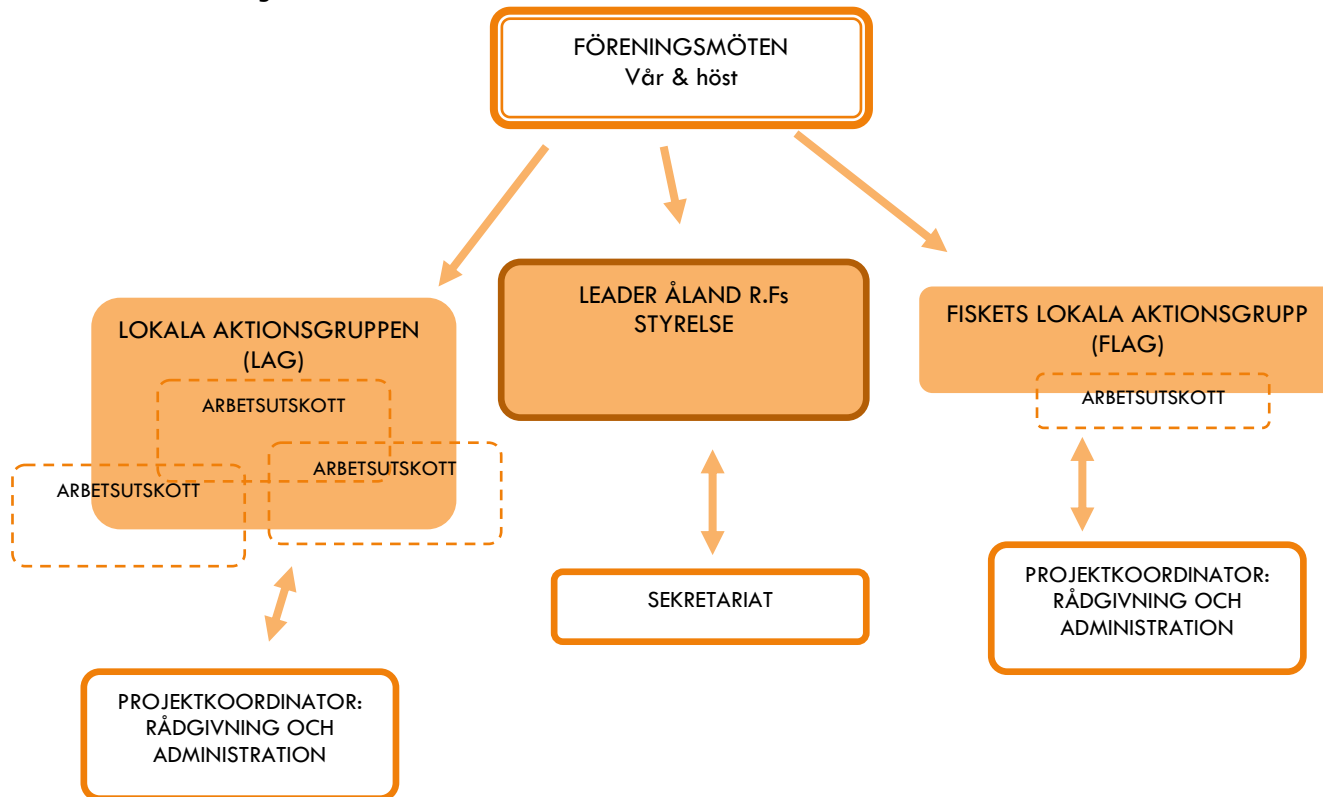 FÖRENINGSMÖTEN
Vår & höst
LOKALA AKTIONSGRUPPEN
(LAG)
ARBETSUTSKOTT
ARBETSUTSKOTT
ARBETSUTSKOTT
LEADER ÅLAND R.Fs
STYRELSE
FISKETS LOKALA AKTIONSGRUPP
(FLAG)
ARBETSUTSKOTT
PROJEKTKOORDINATOR:
RÅDGIVNING OCH
ADMINISTRATION
SEKRETARIAT
PROJEKTKOORDINATOR:
RÅDGIVNING OCH
ADMINISTRATION